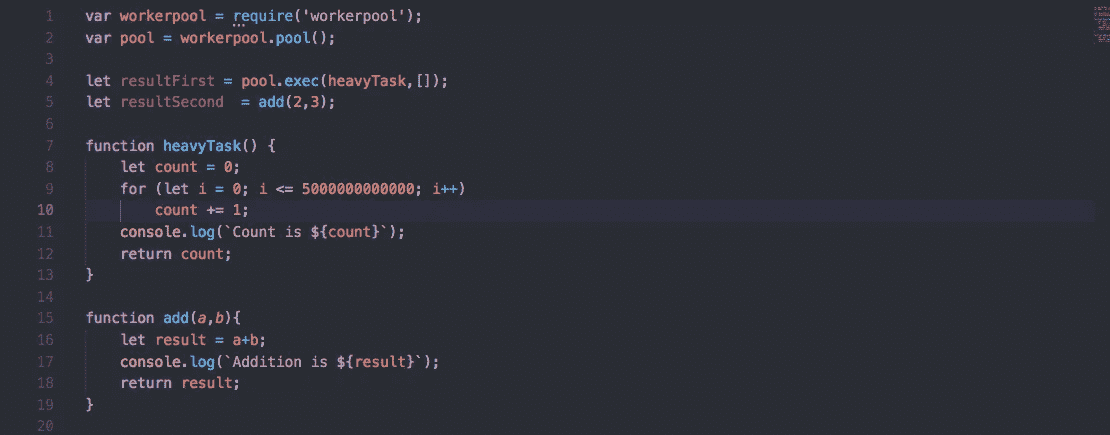 1 var workerpool = require('workerpool');
2 var pool = workerpool.pool();
3
4 let resultFirst = pool.exec(heavyTask,[]);
5 let resultSecond  = add(2,3);
6
7 function heavyTask() {
8     let count = 0;
9     for (let i = 0; i <= 5000000000000; i++)
10         count += 1;
11     console.log(`Count is ${count}`);
12     return count;
13 }
14
15 function add(a,b){
16     let result = a+b;
17     console.log(`Addition is ${result}`);
18     return result;
19 }
20